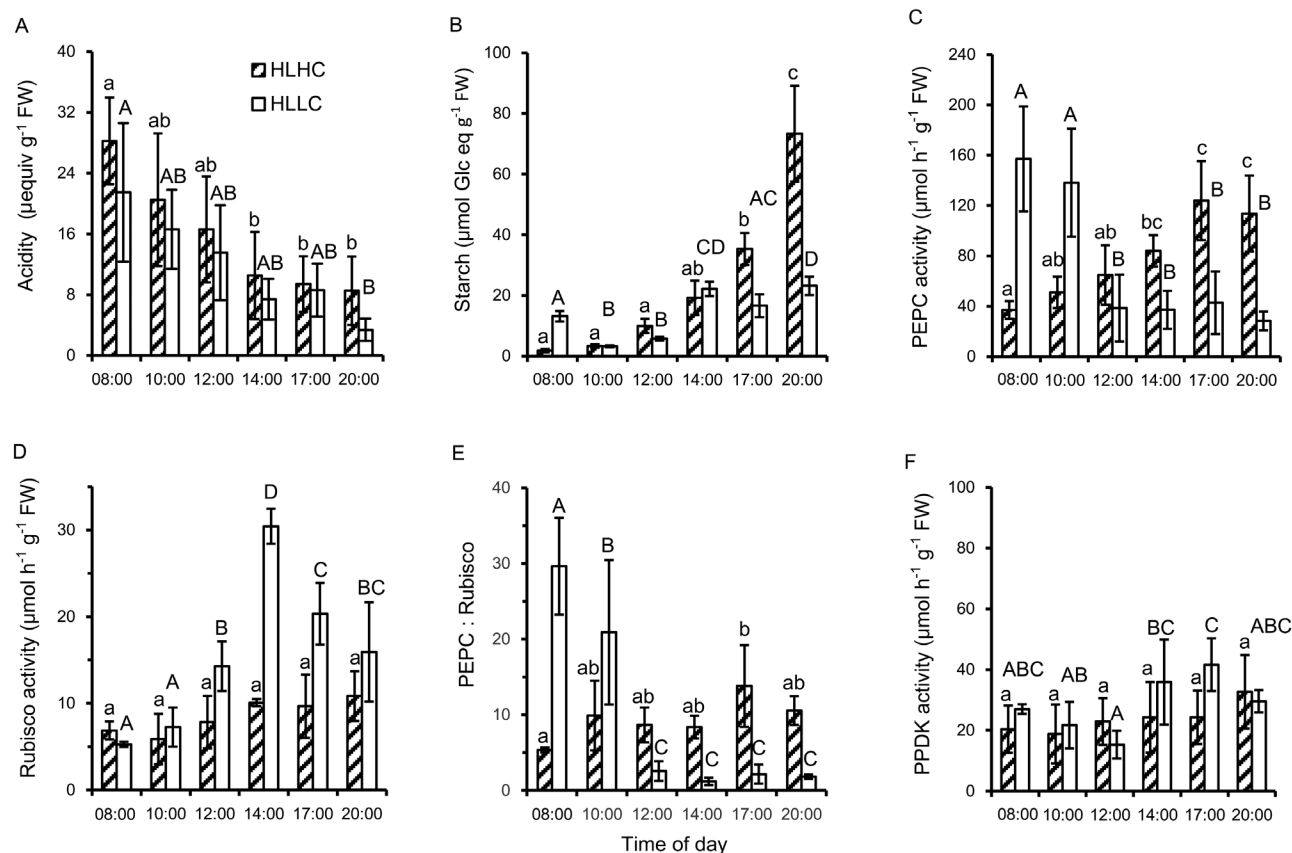 A
Acidity (µequiv g⁻¹ FW)
40
32
24
16
8
0
HLHC
HLLC
a
A
ab
AB
ab
AB
b
AB
b
AB
b
B
08:00 10:00 12:00 14:00 17:00 20:00
B
Starch (µmol Glc eq g⁻¹ FW)
100
80
60
40
20
0
a
A
a
B
a
B
ab
CD
b
AC
c
D
08:00 10:00 12:00 14:00 17:00 20:00
C
PEPC activity (µmol h⁻¹ g⁻¹ FW)
240
200
160
120
80
40
0
a
A
ab
A
ab
B
bc
B
c
B
c
B
08:00 10:00 12:00 14:00 17:00 20:00
D
Rubisco activity (µmol h⁻¹ g⁻¹ FW)
30
20
10
0
a
A
a
A
a
B
a
D
a
C
a
BC
08:00 10:00 12:00 14:00 17:00 20:00
E
PEPC : Rubisco
40
30
20
10
0
a
A
ab
B
ab
C
ab
C
b
C
ab
C
08:00 10:00 12:00 14:00 17:00 20:00
Time of day
F
PPDK activity (µmol h⁻¹ g⁻¹ FW)
100
80
60
40
20
0
a
ABC
a
AB
a
A
a
BC
a
C
a
ABC
08:00 10:00 12:00 14:00 17:00 20:00